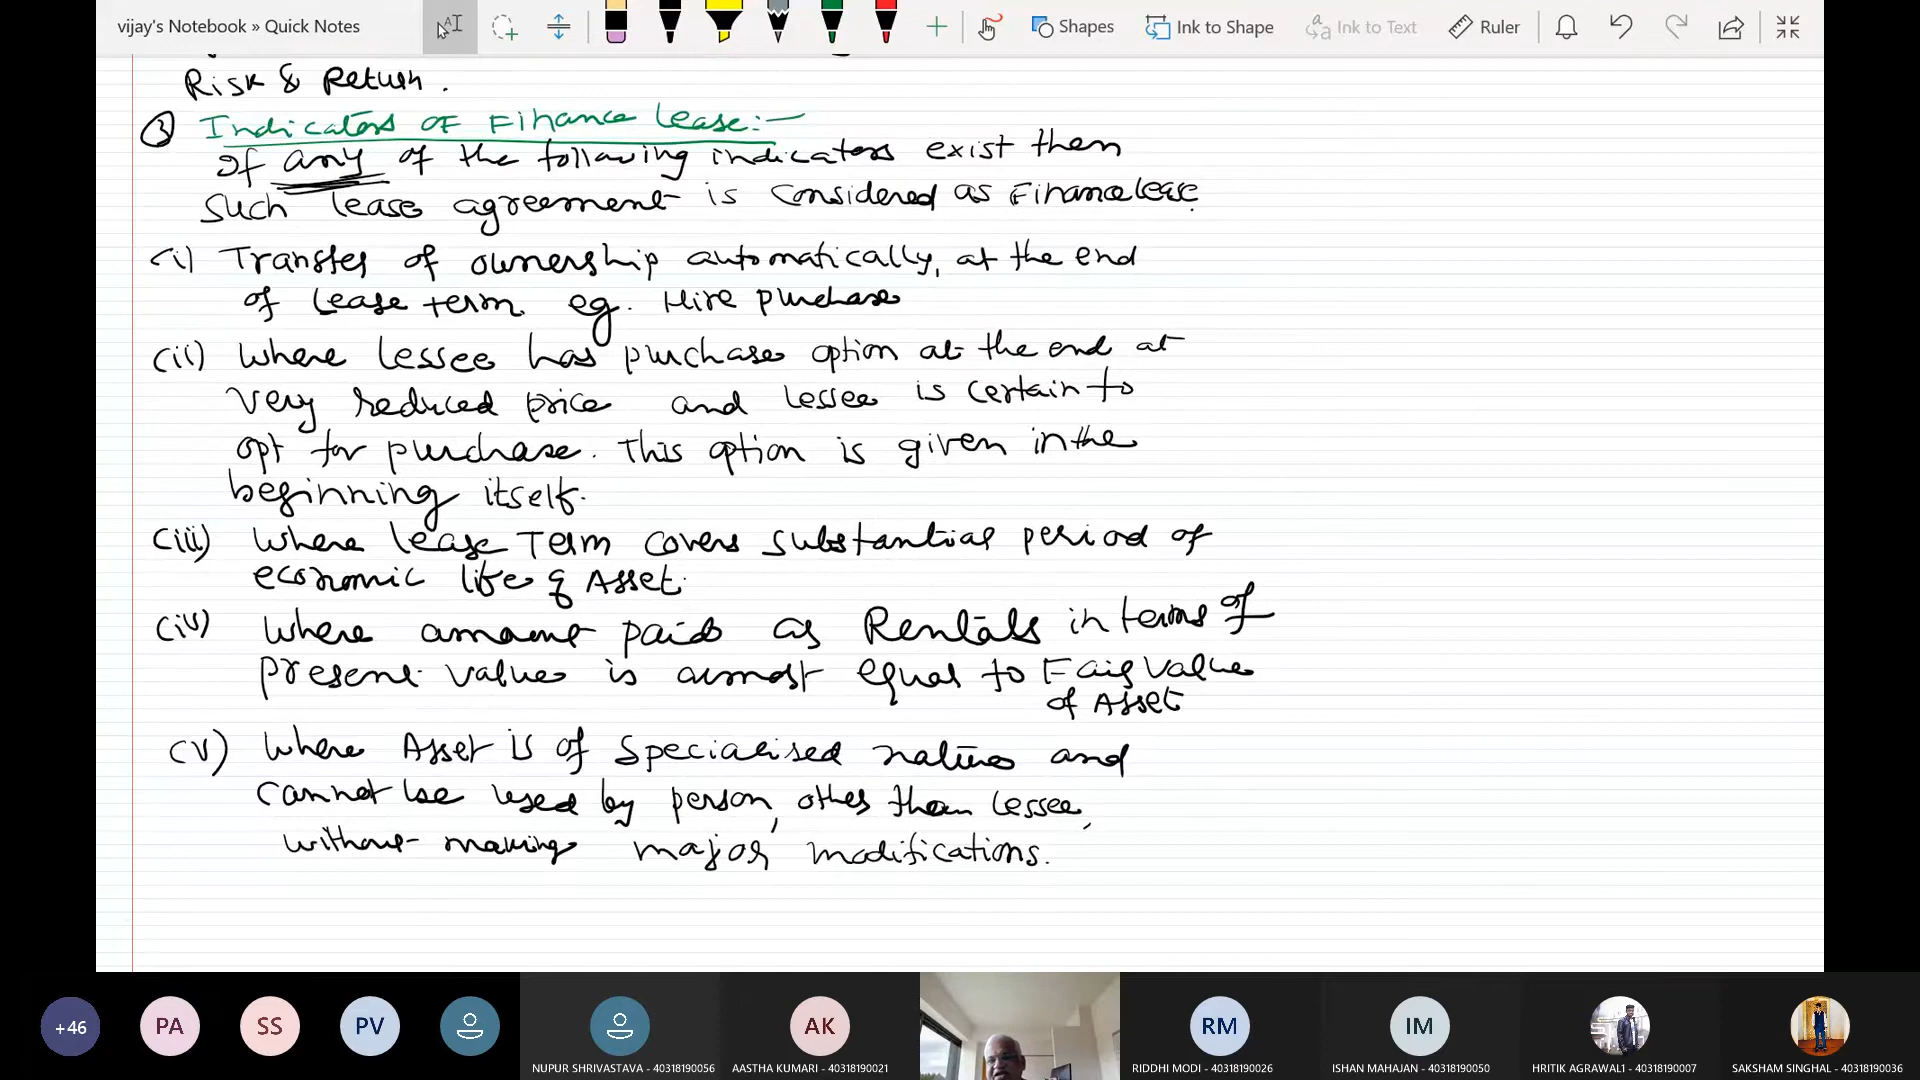 vijay's Notebook » Quick Notes
Shapes
Ink to Shape
Ink to Text
Ruler
Risk & Return.
③ Indicators of Finance lease:-
If any of the following indicators exist then
Such lease agreement is Considered as Finance lease.
(i) Transfer of ownership automatically, at the end
of lease term. eg. Hire purchase
(ii) where lessee has purchase option at the end at
very reduced price and lessee is certain to
opt for purchase. This option is given in the
beginning itself.
(iii) where lease Term covers substantial period of
economic life of Asset.
(iv) where amount paid as Rentals in terms of
present value is almost equal to Fair Value
of Asset
(v) where Asset is of Specialised nature and
cannot be used by person, other than lessee,
without making major modifications.
+46
PA
SS
PV
AK
RM
IM
NUPUR SHRIVASTAVA - 40318190056
AASTHA KUMARI - 40318190021
RIDDHI MODI - 40318190026
ISHAN MAHAJAN - 40318190050
HRITIK AGRAWAL1 - 40318190007
SAKSHAM SINGHAL - 40318190036